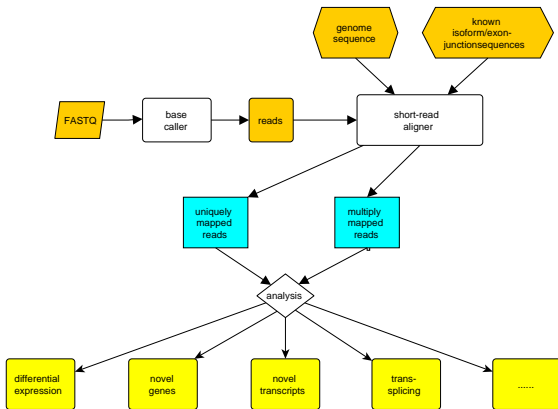 genome
sequence
known
isoform/exon-
junctionsequences
FASTQ
base
caller
reads
short-read
aligner
uniquely
mapped
reads
multiply
mapped
reads
analysis
differential
expression
novel
genes
novel
transcripts
trans-
splicing
......